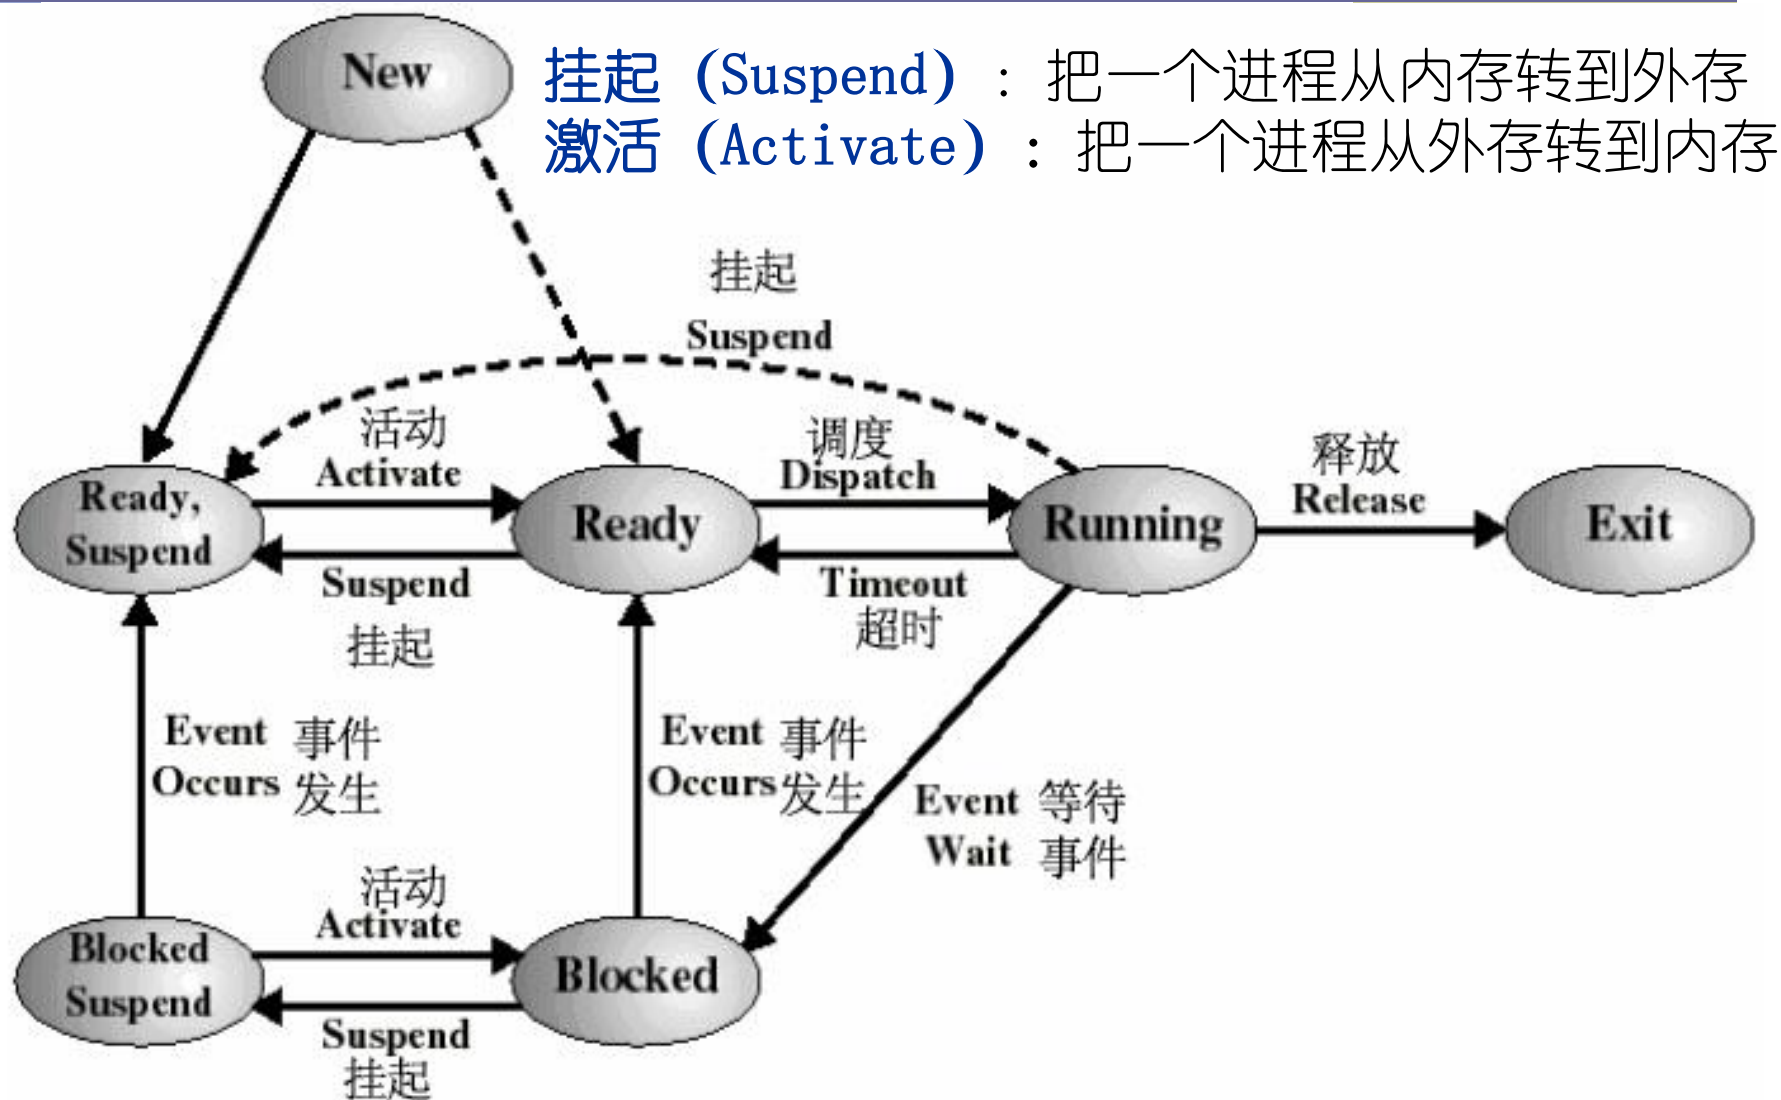 New
挂起（Suspend）：把一个进程从内存转到外存
激活（Activate）：把一个进程从外存转到内存
挂起
Suspend
活动
Activate
调度
Dispatch
释放
Release
Ready,
Suspend
Ready
Running
Exit
Suspend
挂起
Timeout
超时
Event 事件
Occurs 发生
Event 事件
Occurs 发生
Event 等待
Wait 事件
活动
Activate
Blocked
Suspend
Blocked
Suspend
挂起